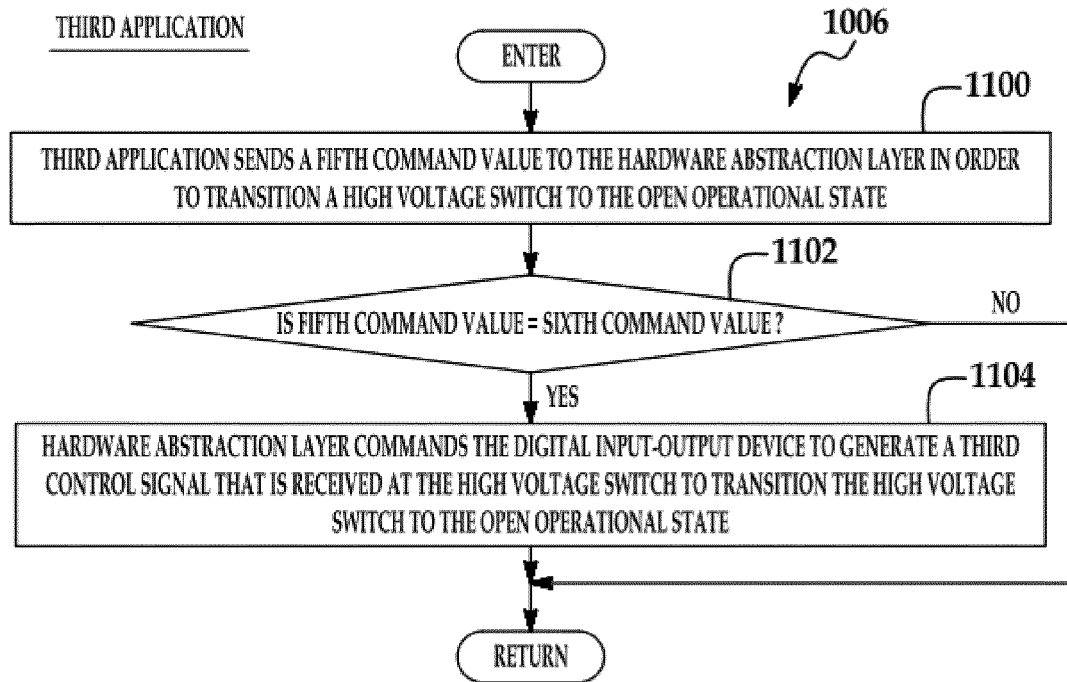 THIRD APPLICATION
1006
ENTER
1100
THIRD APPLICATION SENDS A FIFTH COMMAND VALUE TO THE HARDWARE ABSTRACTION LAYER IN ORDER
TO TRANSITION A HIGH VOLTAGE SWITCH TO THE OPEN OPERATIONAL STATE
1102
IS FIFTH COMMAND VALUE = SIXTH COMMAND VALUE ?
NO
YES
1104
HARDWARE ABSTRACTION LAYER COMMANDS THE DIGITAL INPUT-OUTPUT DEVICE TO GENERATE A THIRD
CONTROL SIGNAL THAT IS RECEIVED AT THE HIGH VOLTAGE SWITCH TO TRANSITION THE HIGH VOLTAGE
SWITCH TO THE OPEN OPERATIONAL STATE
RETURN